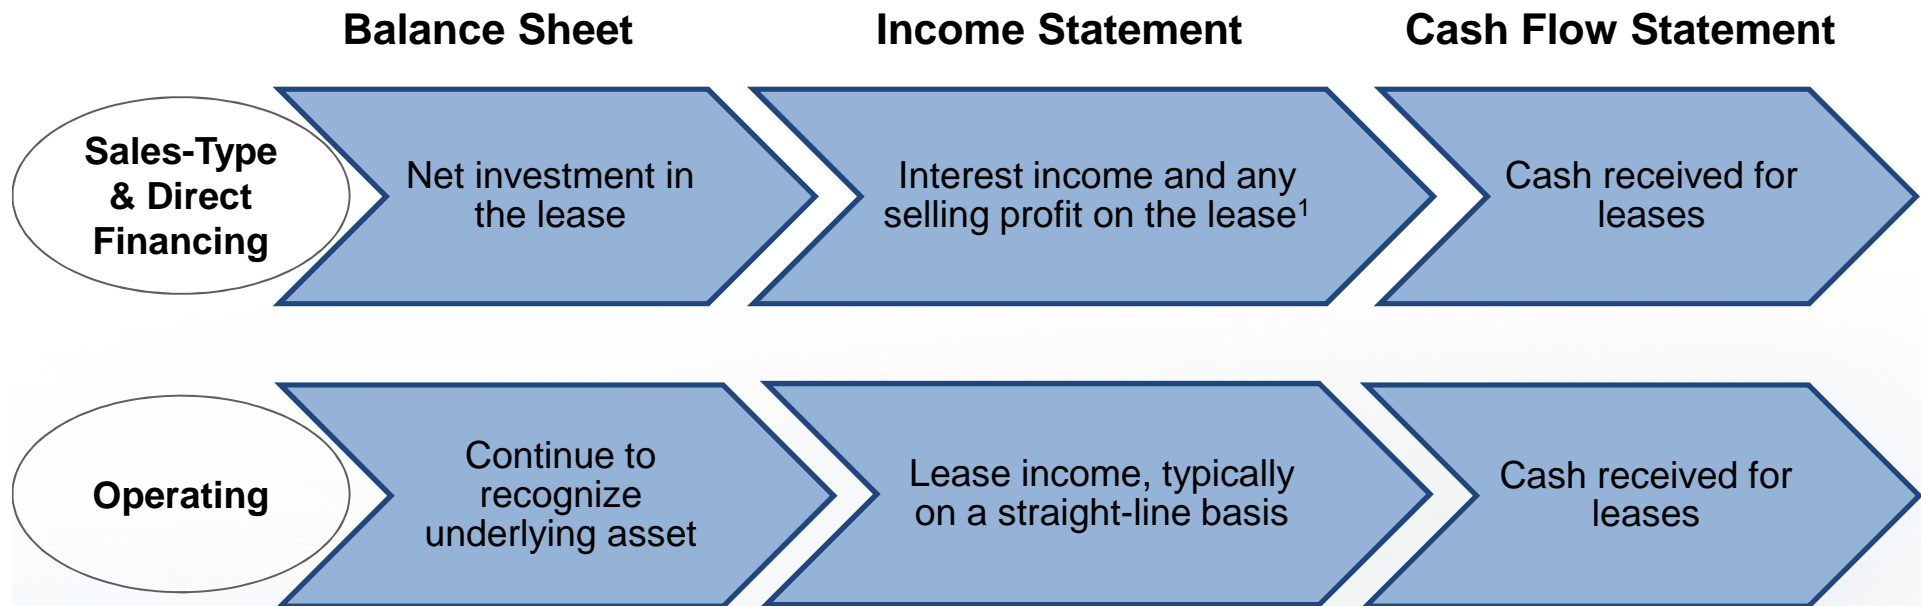 Balance Sheet
Income Statement
Cash Flow Statement
Sales-Type
& Direct
Financing
Net investment in
the lease
Interest income and any
selling profit on the lease¹
Cash received for
leases
Operating
Continue to
recognize
underlying asset
Lease income, typically
on a straight-line basis
Cash received for
leases